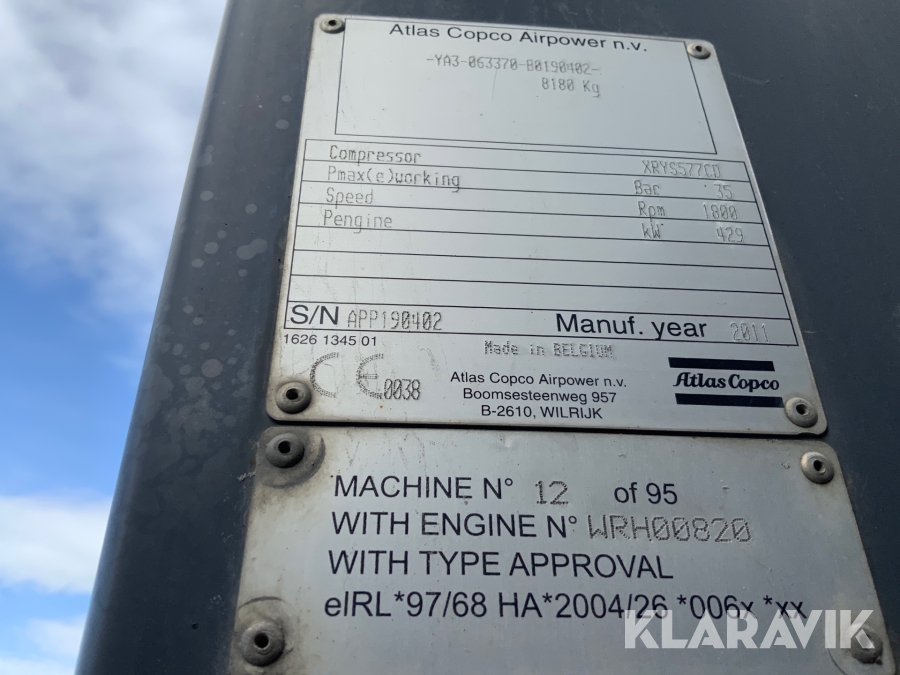 Atlas Copco Airpower n.v.
-YA3-063370-B0190402-
8180 Kg
Compressor XRYS577CD
Pmax(e)working Bar 35
Speed Rpm 1800
Pengine kW 429
S/N APP190402 Manuf. year 2011
1626 1345 01 Made in BELGIUM
CE 0038
Atlas Copco Airpower n.v.
Boomsesteenweg 957
B-2610, WILRIJK
Atlas Copco
MACHINE N° 12 of 95
WITH ENGINE N° WRH00820
WITH TYPE APPROVAL
eIRL*97/68 HA*2004/26 *006x *xx
KLARAVIK